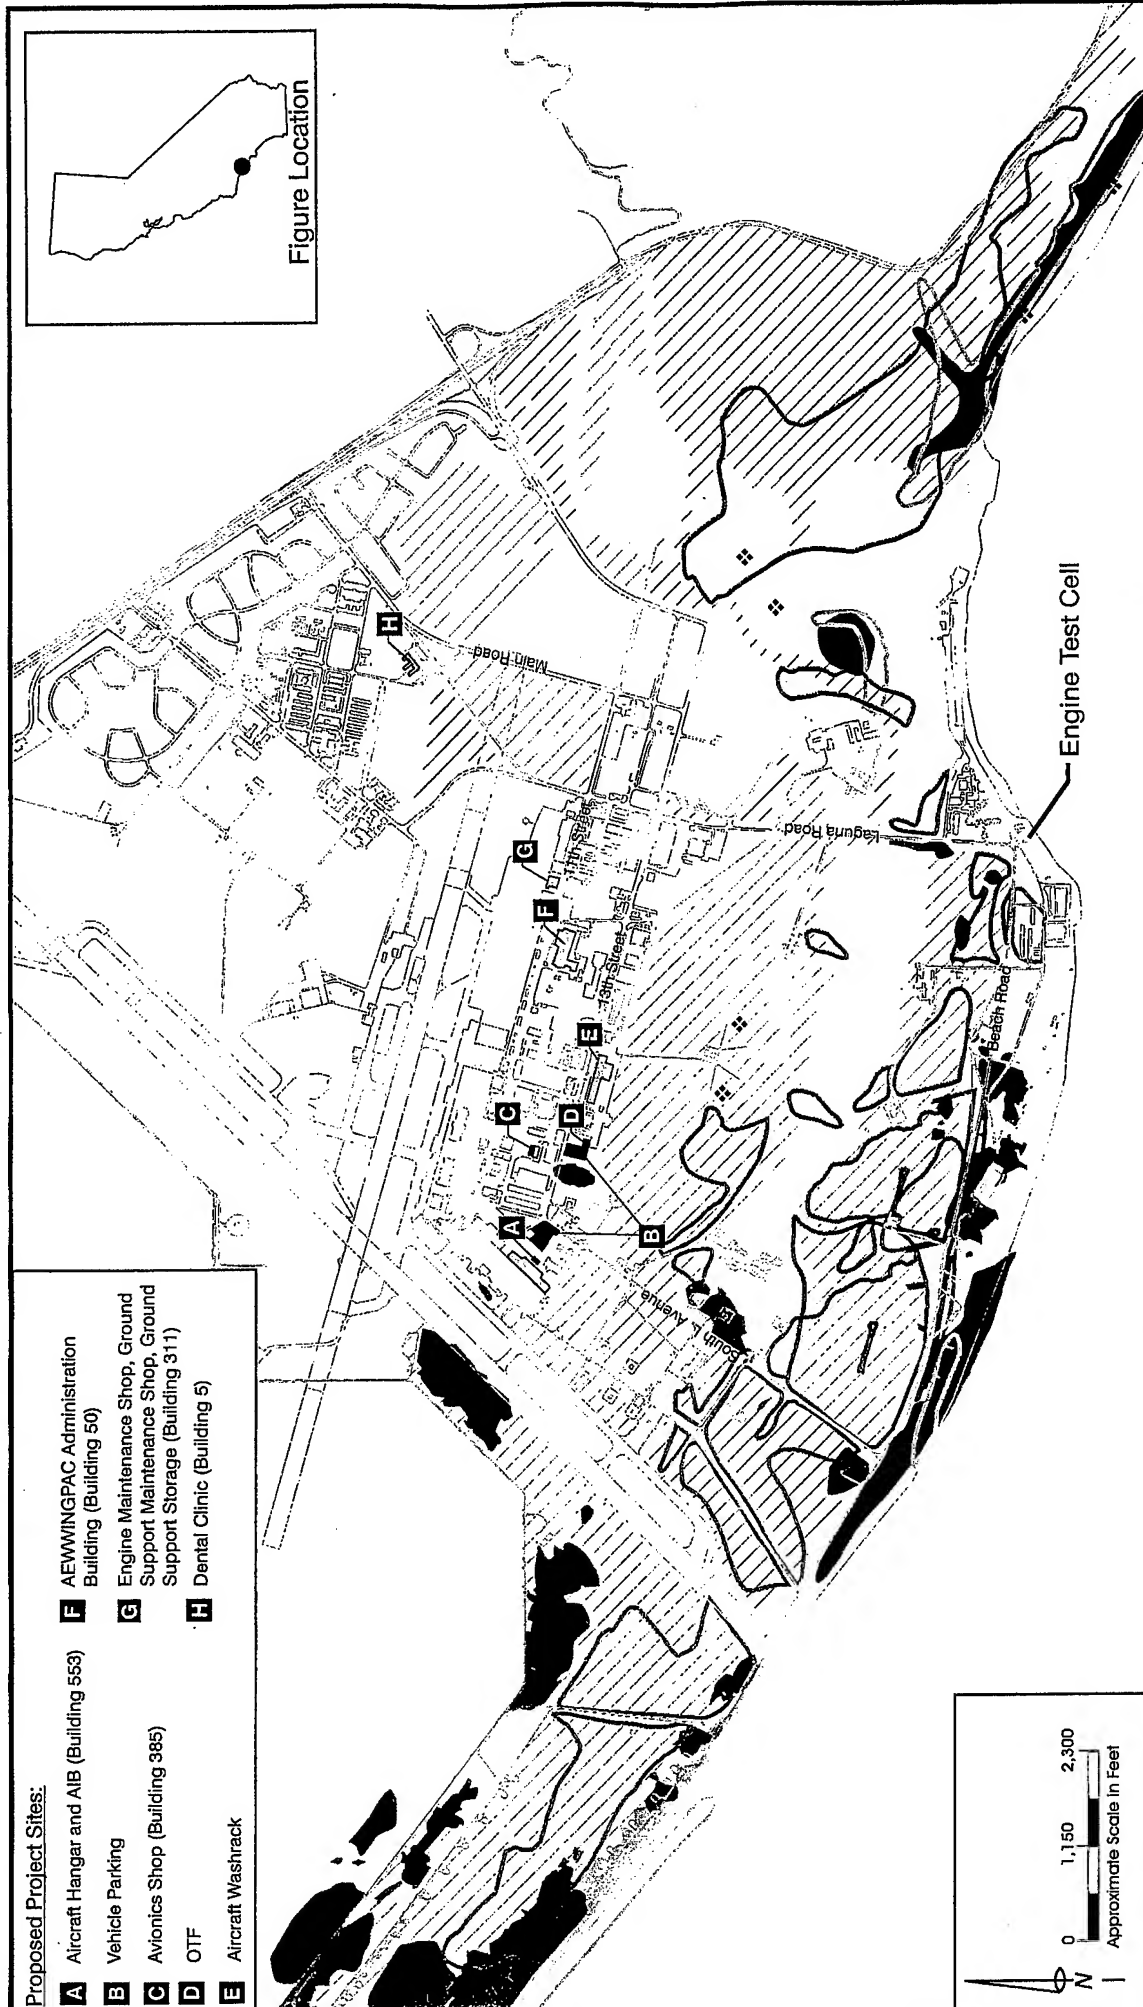 Proposed Project Sites:
A Aircraft Hangar and AIB (Building 553)
B Vehicle Parking
C Avionics Shop (Building 385)
D OTF
E Aircraft Washrack
F AEWWINGPAC Administration
Building (Building 50)
G Engine Maintenance Shop, Ground
Support Maintenance Shop, Ground
Support Storage (Building 311)
H Dental Clinic (Building 5)
Figure Location
H
Main Road
G
11th Street
F
13th Street
E
C
D
A
B
South L Avenue
Laguna Road
Beach Road
Engine Test Cell
N
0 1,150 2,300
Approximate Scale in Feet